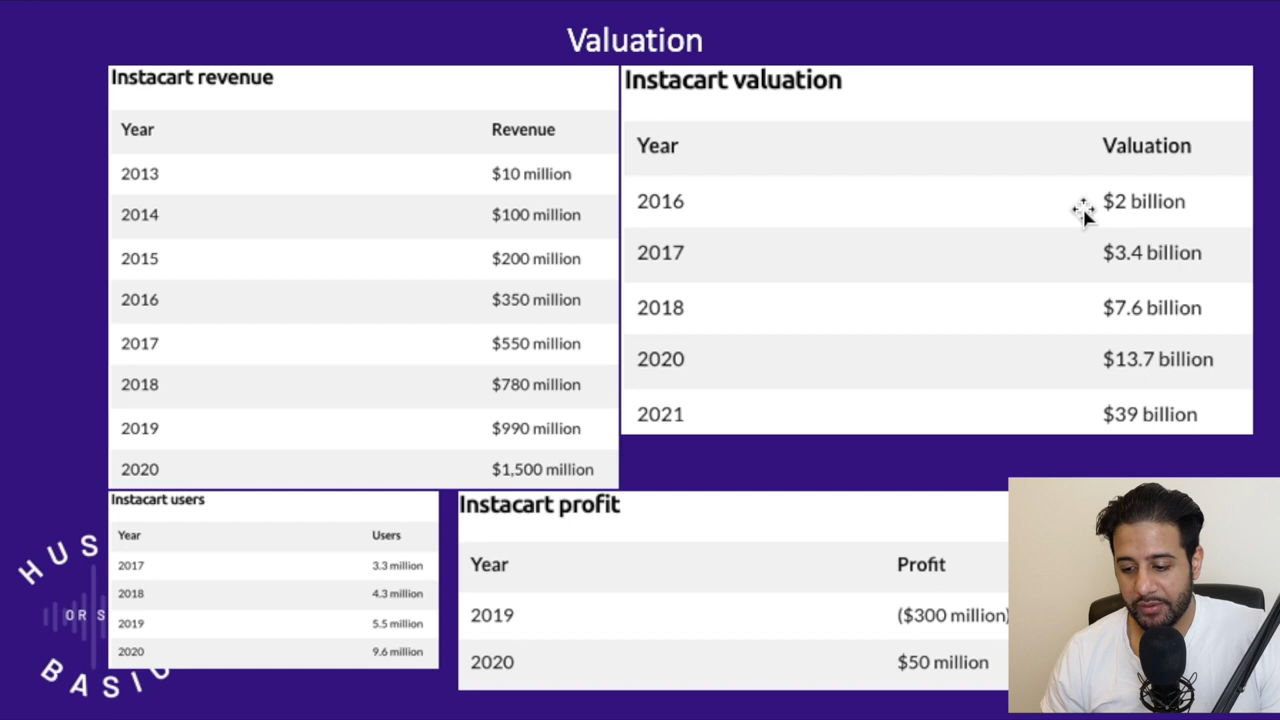 Valuation
Instacart revenue
Year Revenue
2013 $10 million
2014 $100 million
2015 $200 million
2016 $350 million
2017 $550 million
2018 $780 million
2019 $990 million
2020 $1,500 million
Instacart valuation
Year Valuation
2016 $2 billion
2017 $3.4 billion
2018 $7.6 billion
2020 $13.7 billion
2021 $39 billion
Instacart users
Year Users
2017 3.3 million
2018 4.3 million
2019 5.5 million
2020 9.6 million
Instacart profit
Year Profit
2019 ($300 million)
2020 $50 million
HUS
OR S
BASIC